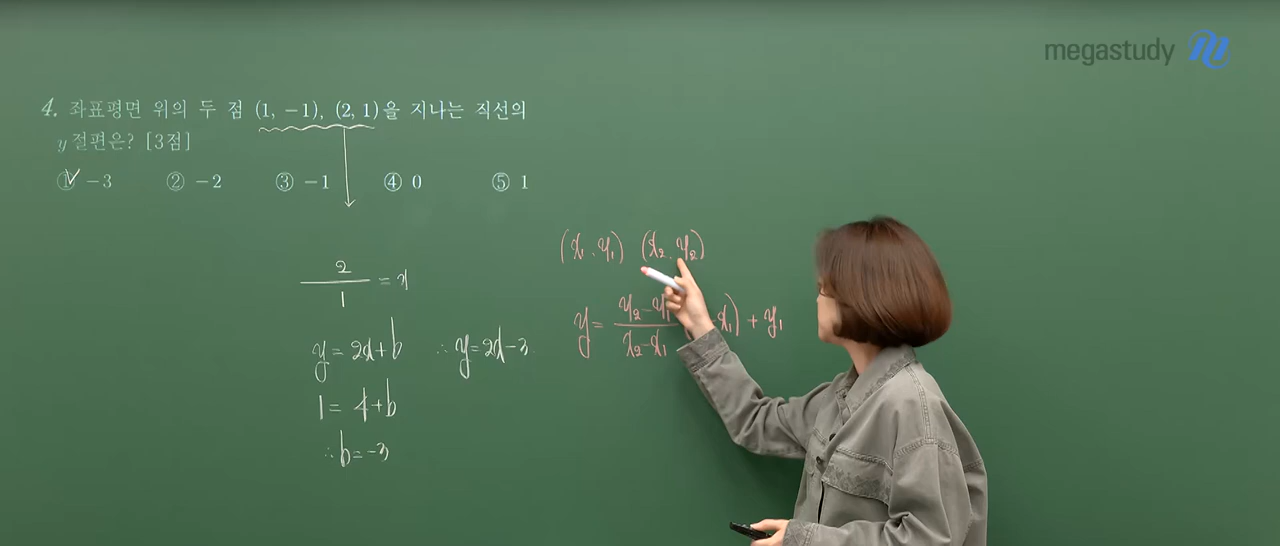 megastudy
4. 좌표평면 위의 두 점 (1, −1), (2, 1)을 지나는 직선의
y절편은? [3점]
① −3 ② −2 ③ −1 ④ 0 ⑤ 1
(x₁, y₁) (x₂, y₂)
2
1
y = 2x+b ∴ y=2x−3
y = y₂−y₁ / x₂−x₁ x₁) + y₁
1 = 4+b
∴ b=−3